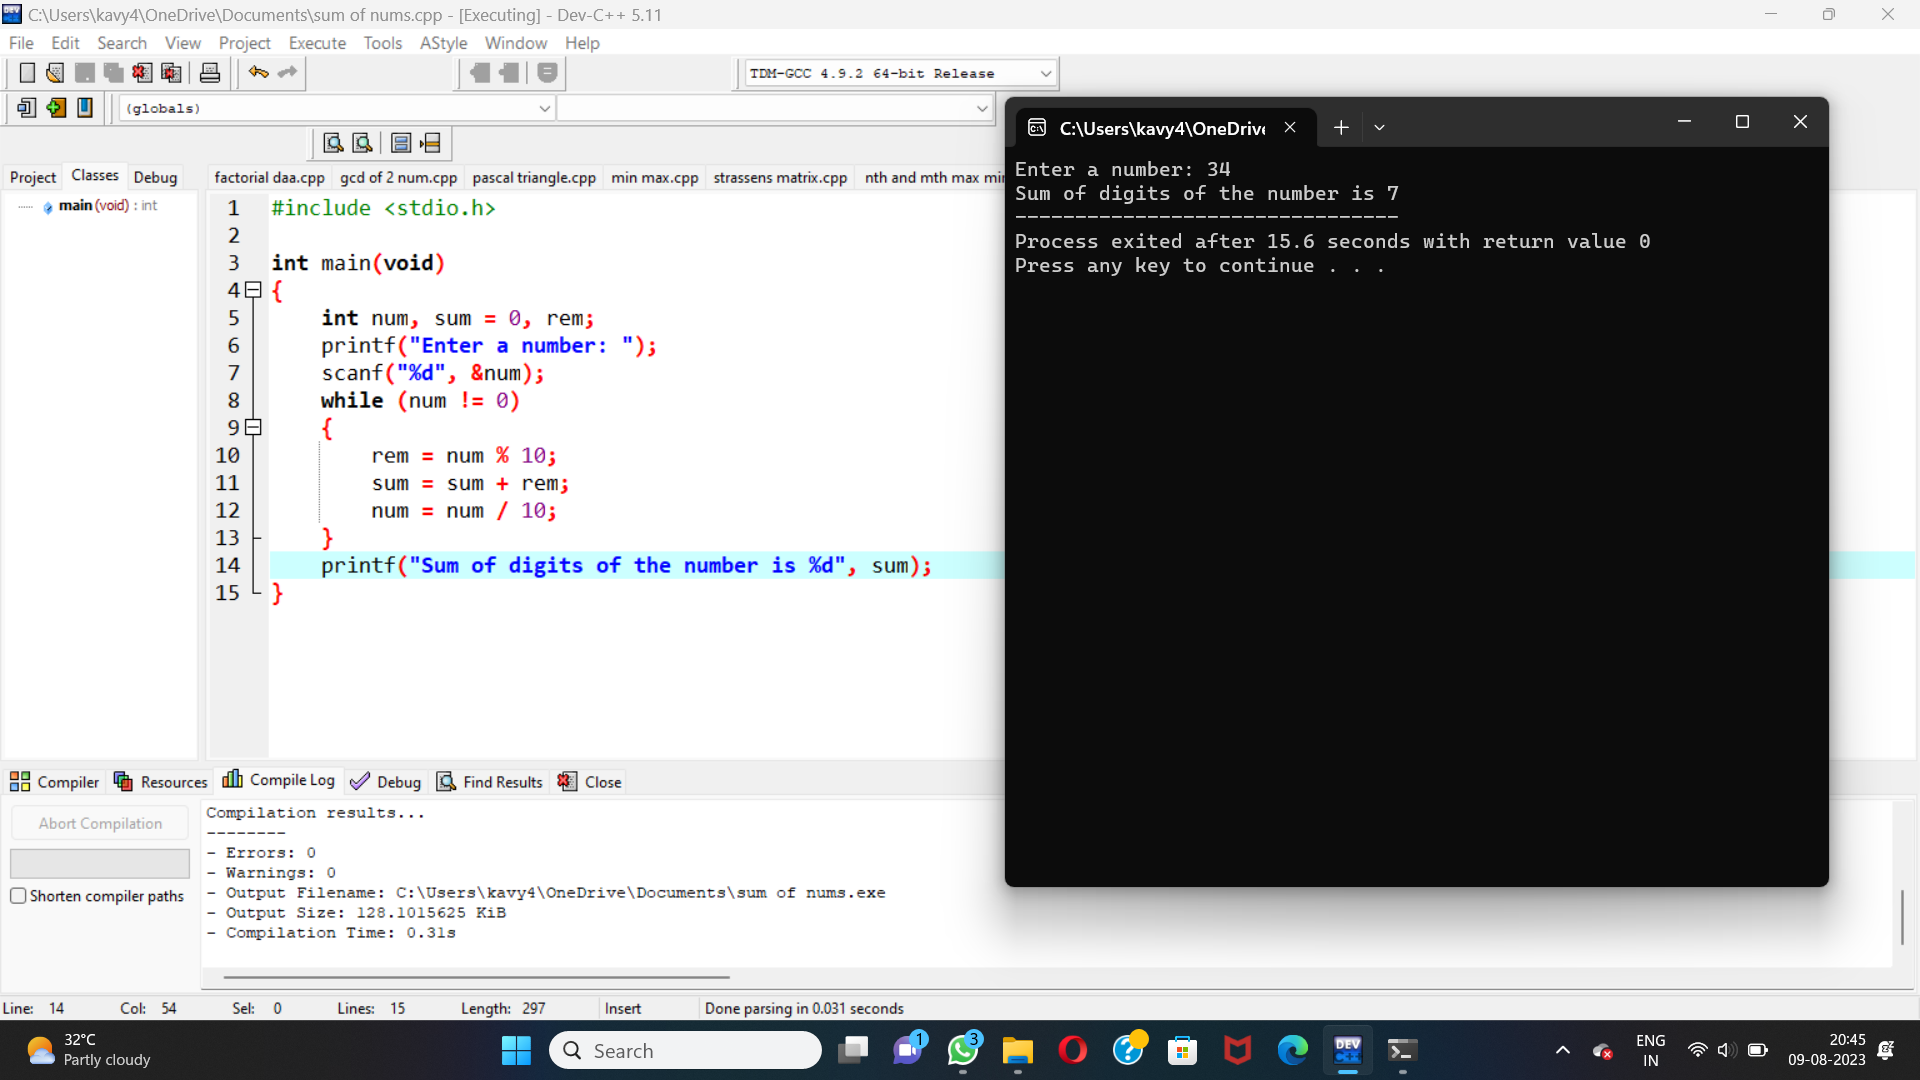 C:\Users\kavy4\OneDrive\Documents\sum of nums.cpp - [Executing] - Dev-C++ 5.11
File Edit Search View Project Execute Tools AStyle Window Help
TDM-GCC 4.9.2 64-bit Release
(globals)
Project Classes Debug
main (void) : int
factorial daa.cpp gcd of 2 num.cpp pascal triangle.cpp min max.cpp strassens matrix.cpp nth and mth max
1 #include <stdio.h>
2
3 int main(void)
4 {
5 int num, sum = 0, rem;
6 printf("Enter a number: ");
7 scanf("%d", &num);
8 while (num != 0)
9 {
10 rem = num % 10;
11 sum = sum + rem;
12 num = num / 10;
13 }
14 printf("Sum of digits of the number is %d", sum);
15 }
C:\Users\kavy4\OneDrive
Enter a number: 34
Sum of digits of the number is 7
--------------------------------
Process exited after 15.6 seconds with return value 0
Press any key to continue . . .
Compiler Resources Compile Log Debug Find Results Close
Abort Compilation
Shorten compiler paths
Compilation results...
--------
- Errors: 0
- Warnings: 0
- Output Filename: C:\Users\kavy4\OneDrive\Documents\sum of nums.exe
- Output Size: 128.1015625 KiB
- Compilation Time: 0.31s
Line: 14 Col: 54 Sel: 0 Lines: 15 Length: 297 Insert Done parsing in 0.031 seconds
32°C
Partly cloudy
Search
1
3
DEV
C++
ENG
IN
20:45
09-08-2023